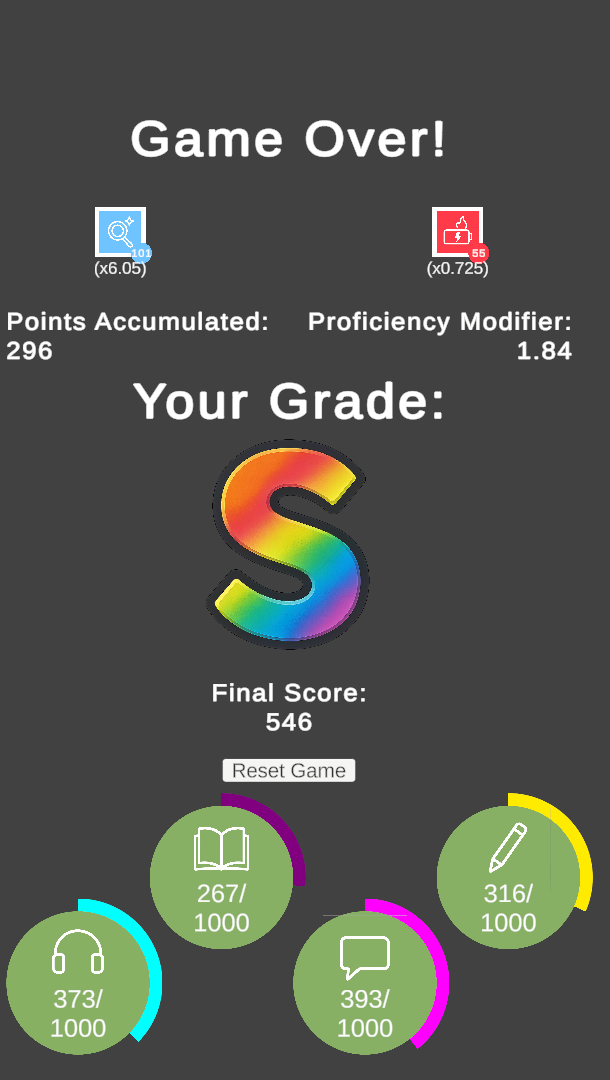 Game Over!
101
55
(x6.05)
(x0.725)
Points Accumulated:
296
Proficiency Modifier:
1.84
Your Grade:
S
Final Score:
546
Reset Game
267/
1000
316/
1000
373/
1000
393/
1000